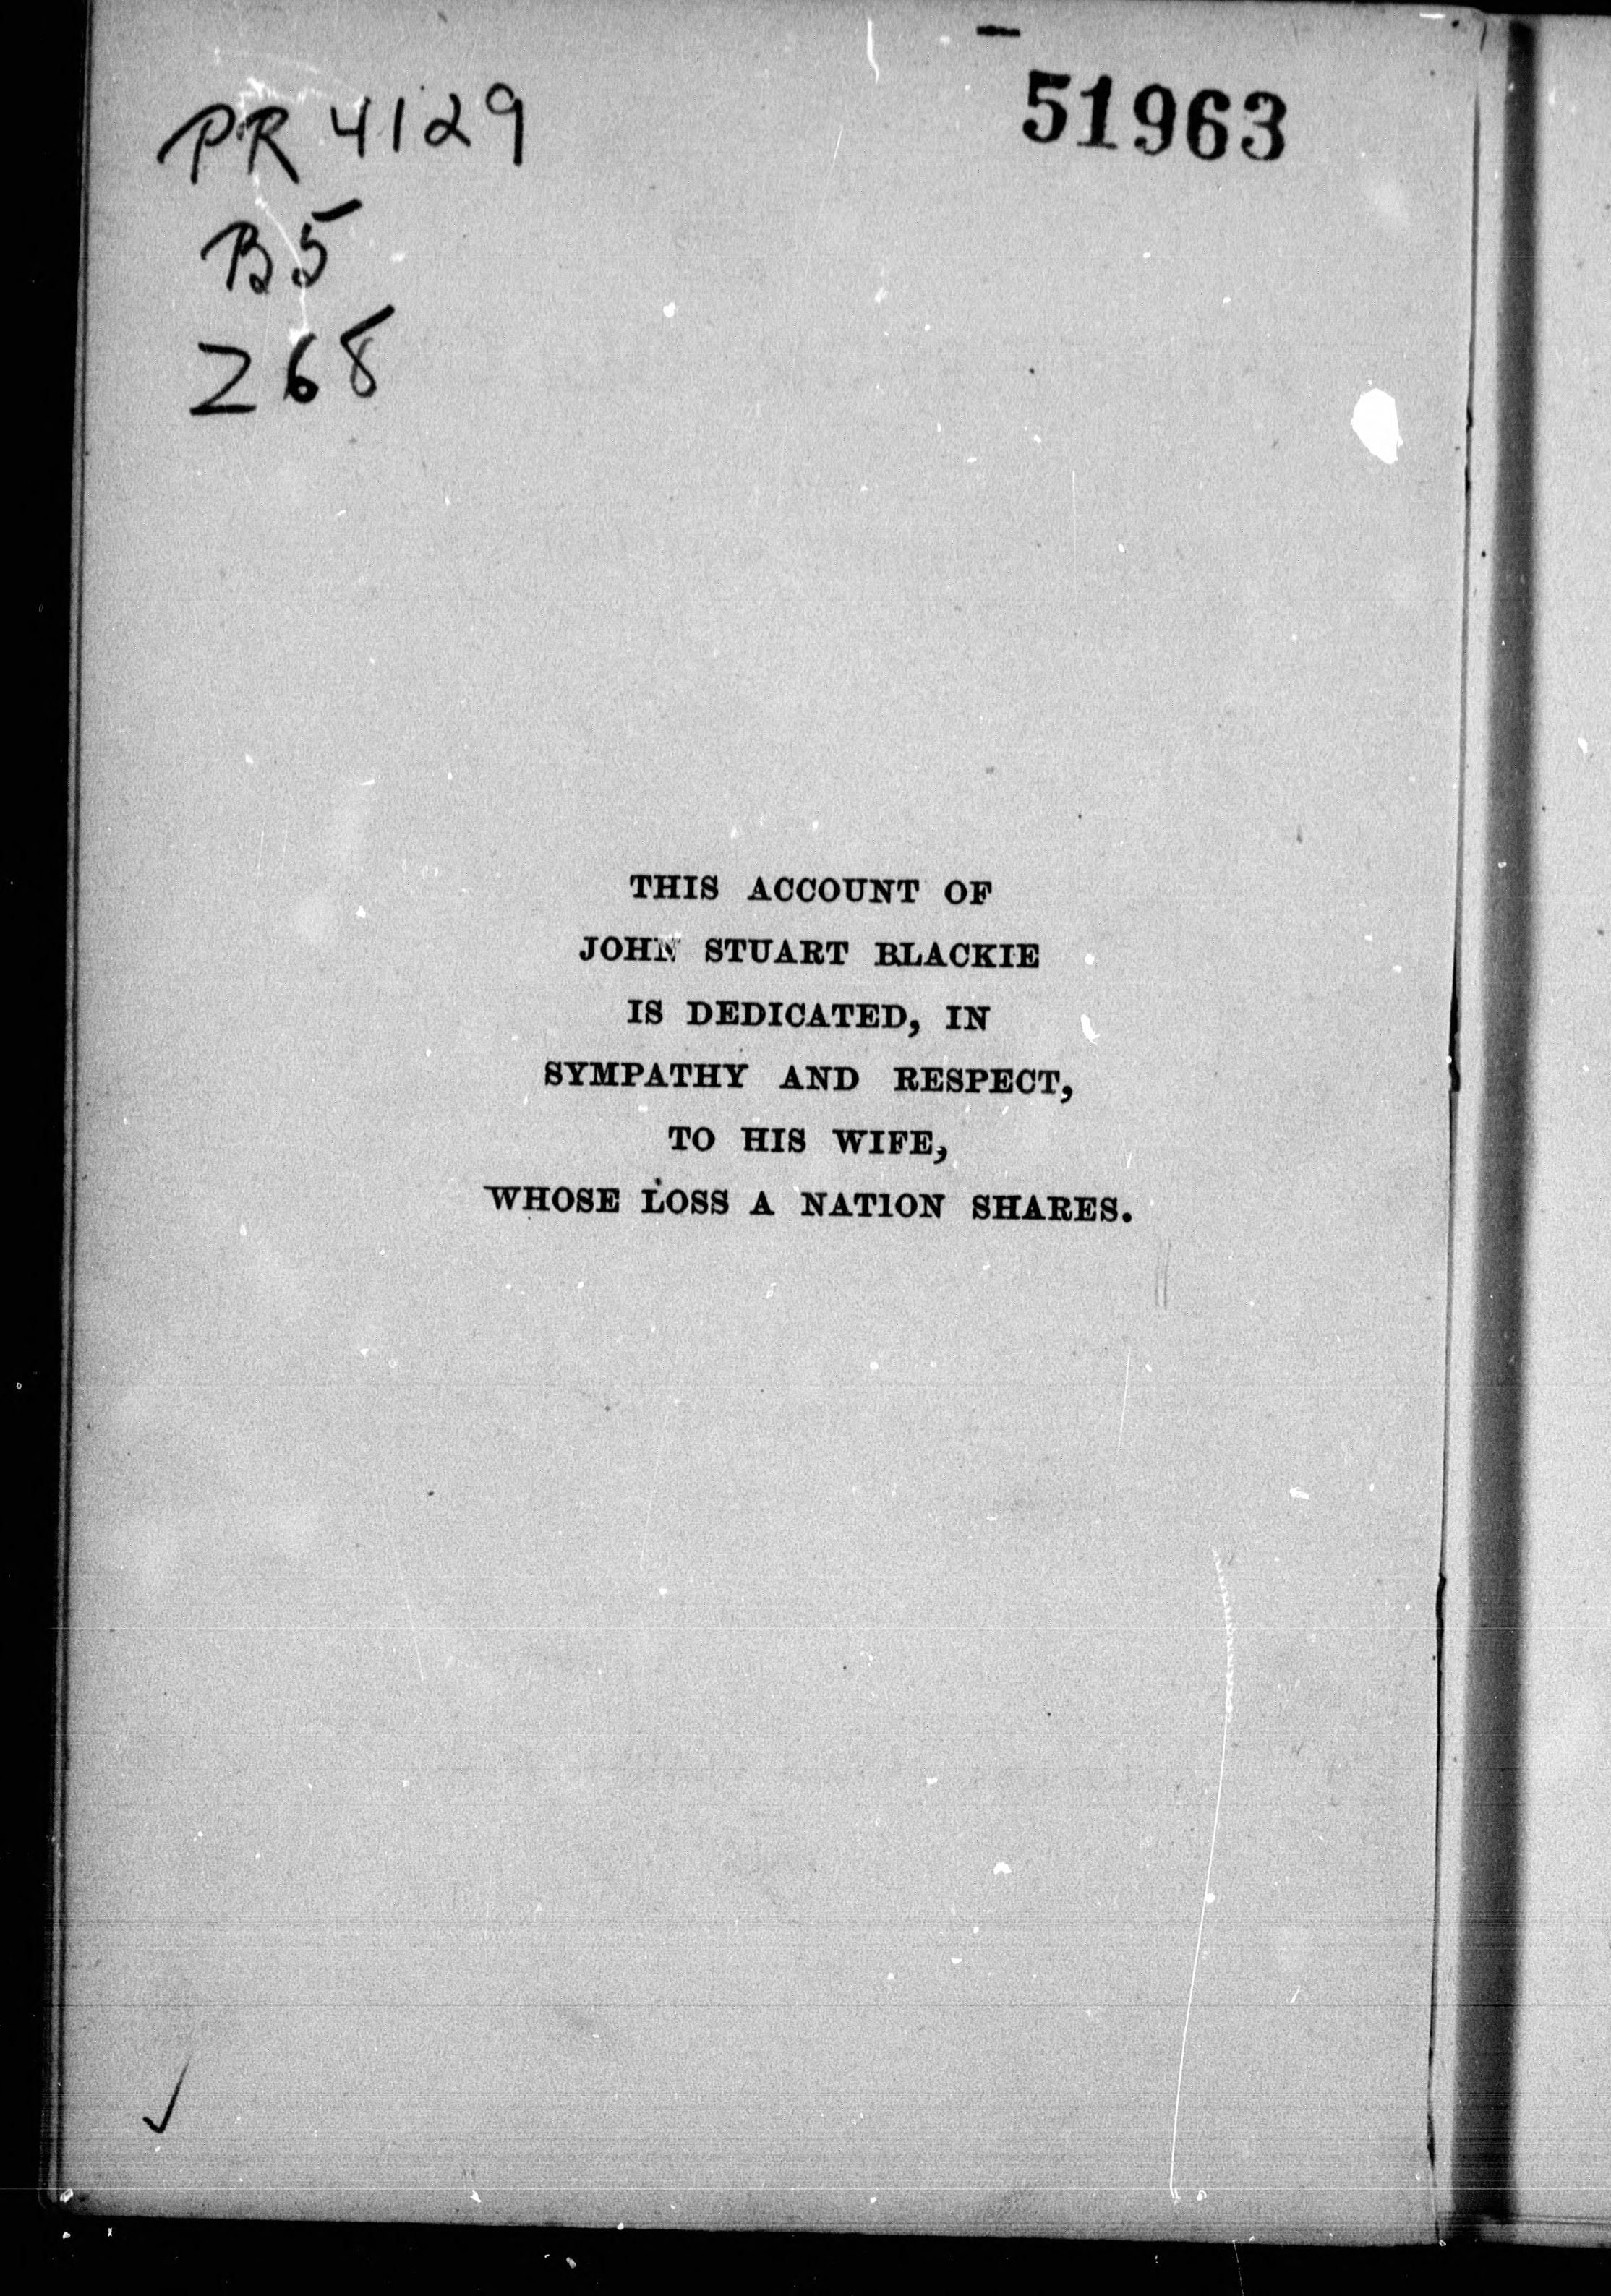 PR 4129
51963
B5
Z68
THIS ACCOUNT OF
JOHN STUART BLACKIE
IS DEDICATED, IN
SYMPATHY AND RESPECT,
TO HIS WIFE,
WHOSE LOSS A NATION SHARES.